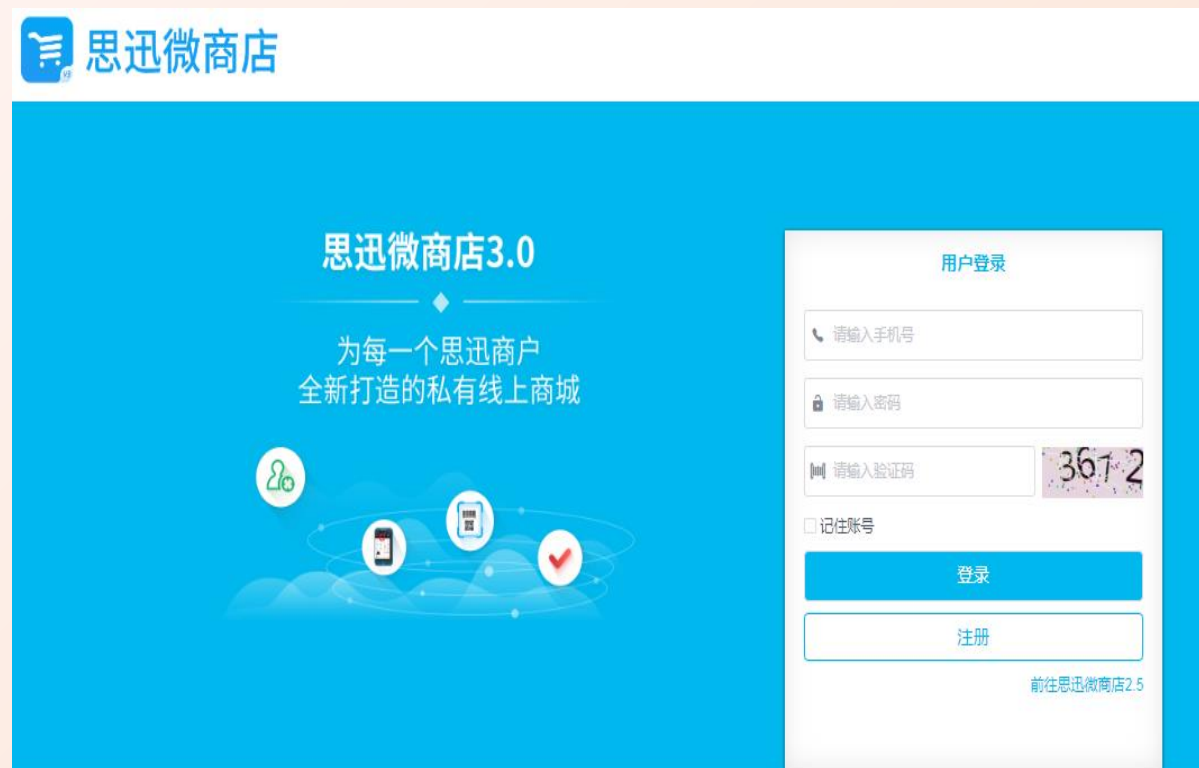 思迅微商店
思迅微商店3.0
为每一个思迅商户
全新打造的私有线上商城
用户登录
请输入手机号
请输入密码
请输入验证码
3672
记住账号
登录
注册
前往思迅微商店2.5